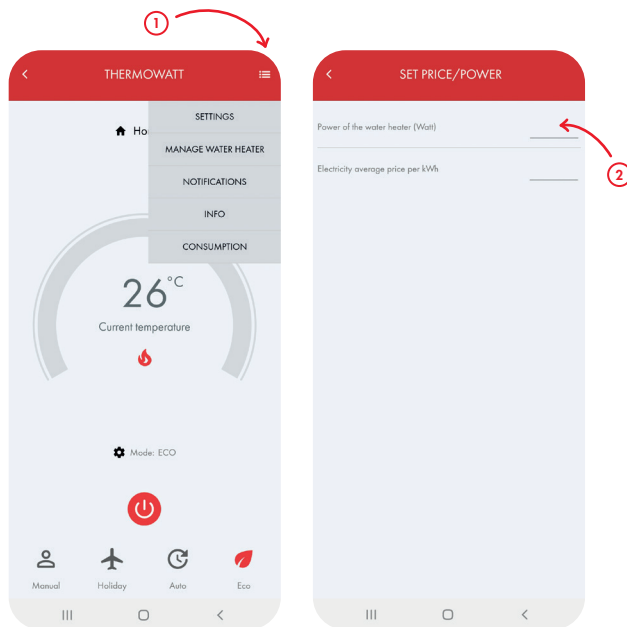 1
THERMOWATT
SETTINGS
Ho
MANAGE WATER HEATER
NOTIFICATIONS
INFO
CONSUMPTION
26°C
Current temperature
Mode: ECO
Manual Holiday Auto Eco
SET PRICE/POWER
Power of the water heater (Watt)
2
Electricity average price per kWh